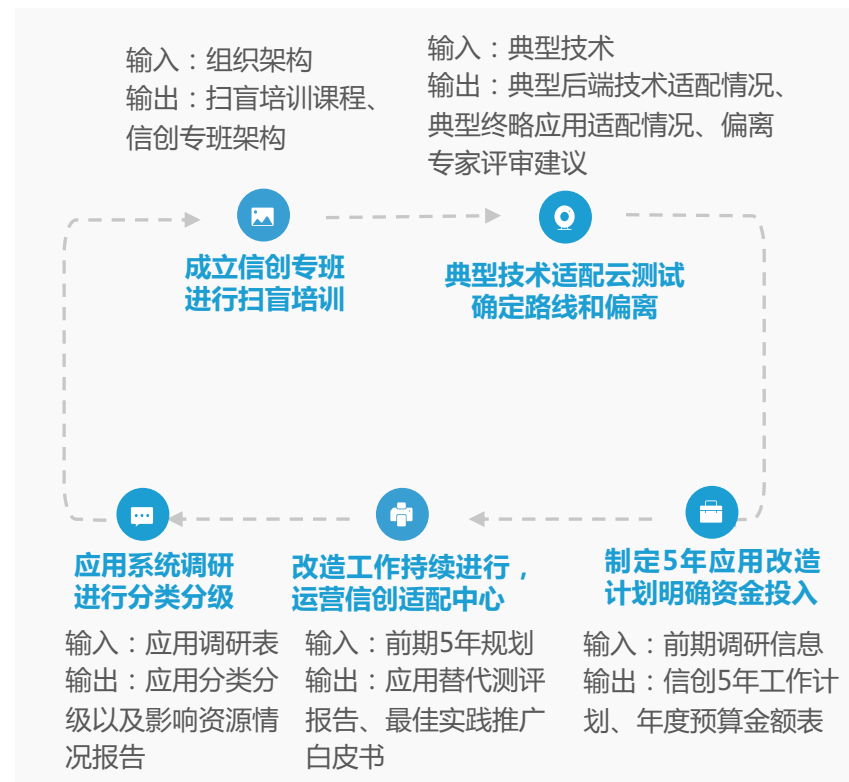 输入：组织架构
输出：扫盲培训课程、
信创专班架构
输入：典型技术
输出：典型后端技术适配情况、
典型终略应用适配情况、偏离
专家评审建议
成立信创专班
进行扫盲培训
典型技术适配云测试
确定路线和偏离
应用系统调研
进行分类分级
输入：应用调研表
输出：应用分类分
级以及影响资源情
况报告
改造工作持续进行，
运营信创适配中心
输入：前期5年规划
输出：应用替代测评
报告、最佳实践推广
白皮书
制定5年应用改造
计划明确资金投入
输入：前期调研信息
输出：信创5年工作计
划、年度预算金额表